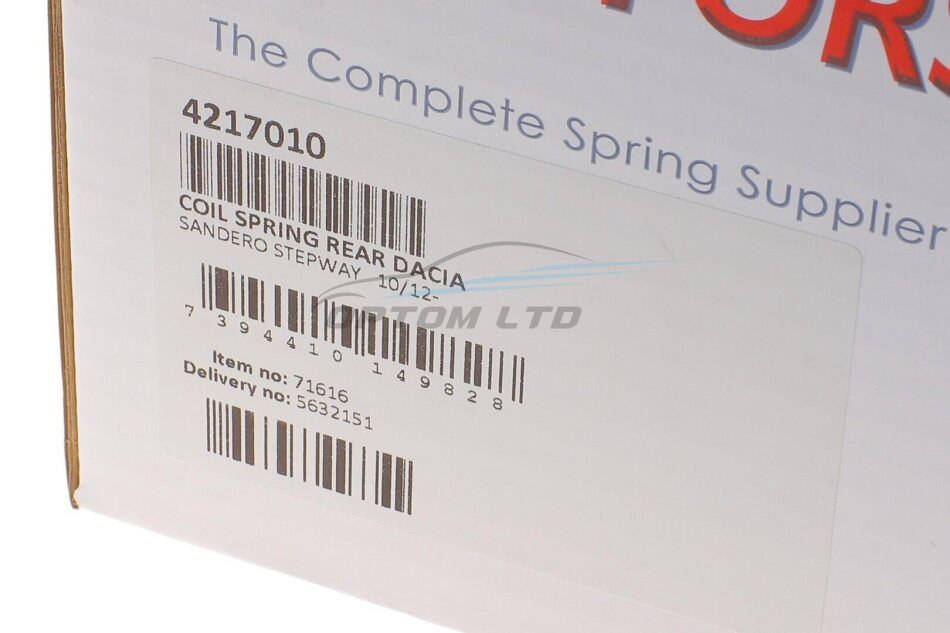 The Complete Spring Supplier
4217010
COIL SPRING REAR DACIA
SANDERO STEPWAY 10/12-
OPTOM LTD
7 394410 149828
Item no: 71616
Delivery no: 5632151